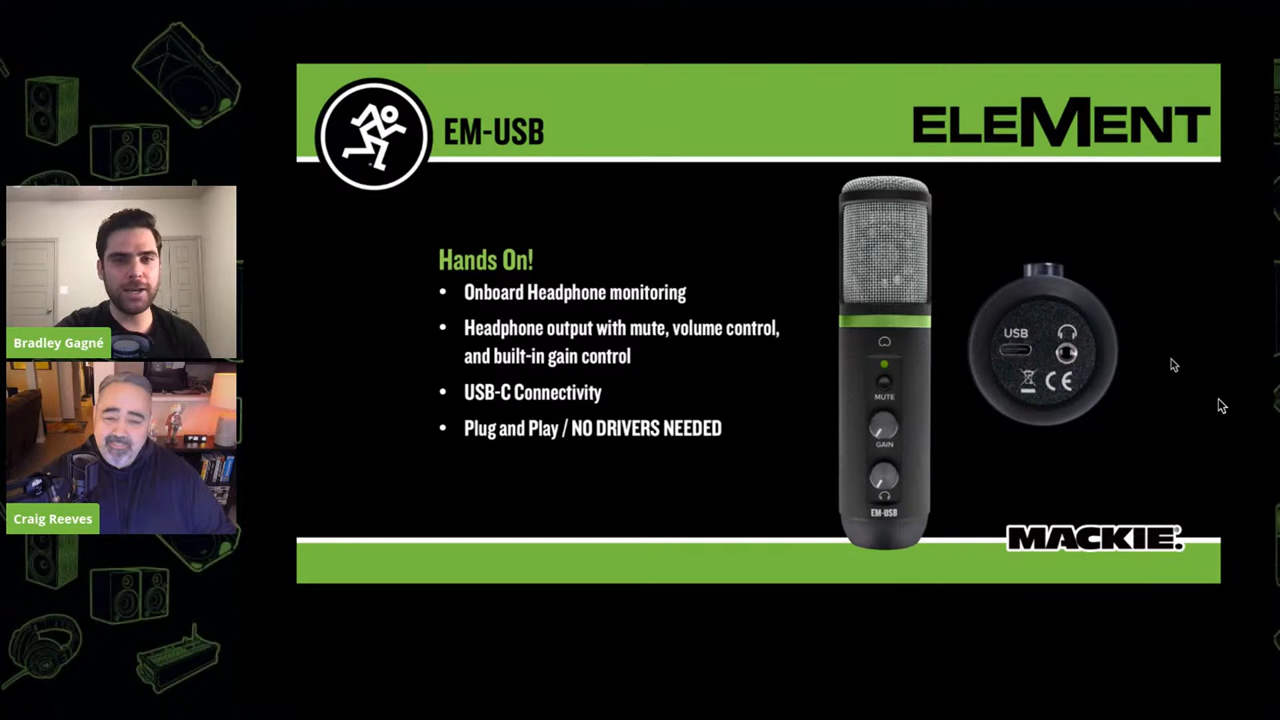 EM-USB
ELEMENT
Hands On!
• Onboard Headphone monitoring
• Headphone output with mute, volume control,
and built-in gain control
• USB-C Connectivity
• Plug and Play / NO DRIVERS NEEDED
MUTE
GAIN
EM-USB
USB
CE
MACKIE.
Bradley Gagné
Craig Reeves